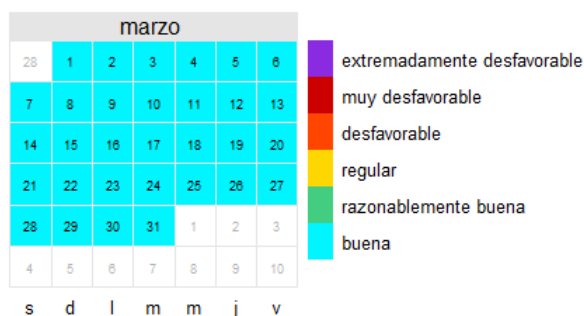 marzo
28 1 2 3 4 5 6
7 8 9 10 11 12 13
14 15 16 17 18 19 20
21 22 23 24 25 26 27
28 29 30 31 1 2 3
4 5 6 7 8 9 10
s d l m m j v
extremadamente desfavorable
muy desfavorable
desfavorable
regular
razonablemente buena
buena